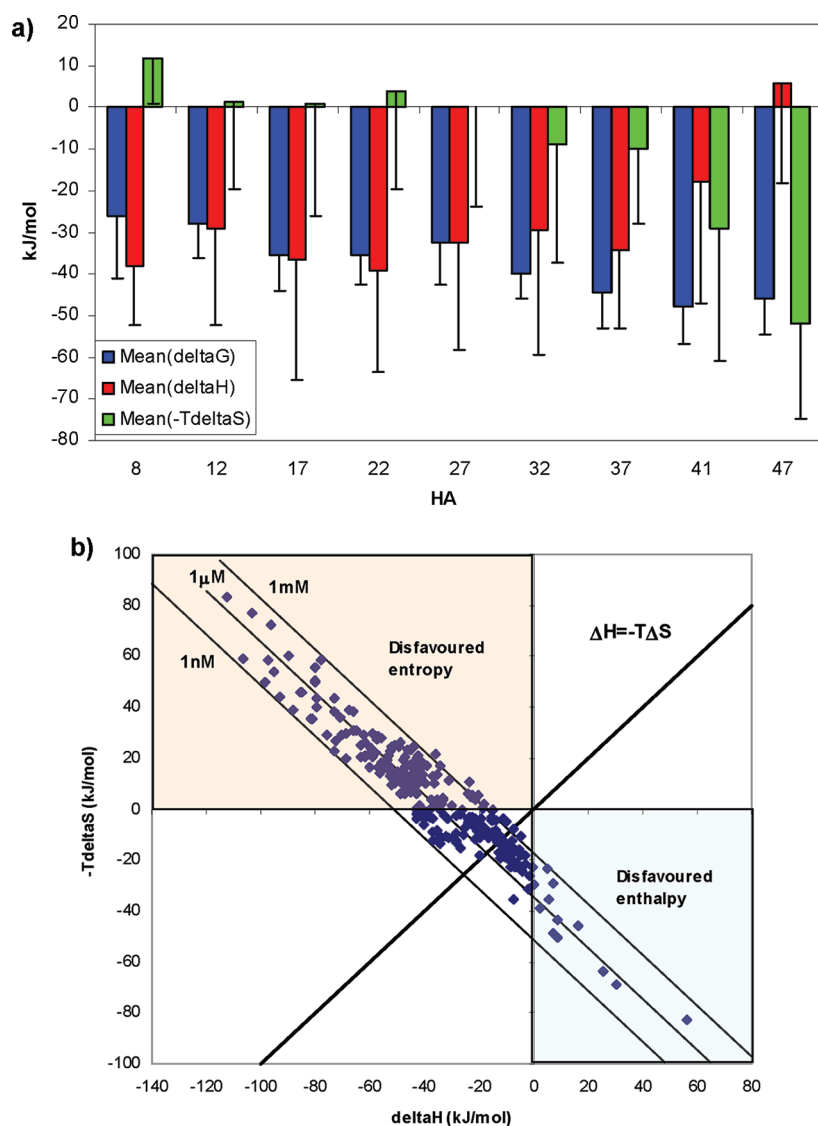 a)
20
10
0
-10
-20
-30
-40
-50
-60
-70
-80
kJ/mol
Mean(deltaG)
Mean(deltaH)
Mean(-TdeltaS)
8 12 17 22 27 32 37 41 47
HA
b)
100
80
60
40
20
0
-20
-40
-60
-80
-100
-TdeltaS (kJ/mol)
1nM
1µM
1mM
Disfavoured
entropy
ΔH=-TΔS
Disfavoured
enthalpy
-140 -120 -100 -80 -60 -40 -20 0 20 40 60 80
deltaH (kJ/mol)